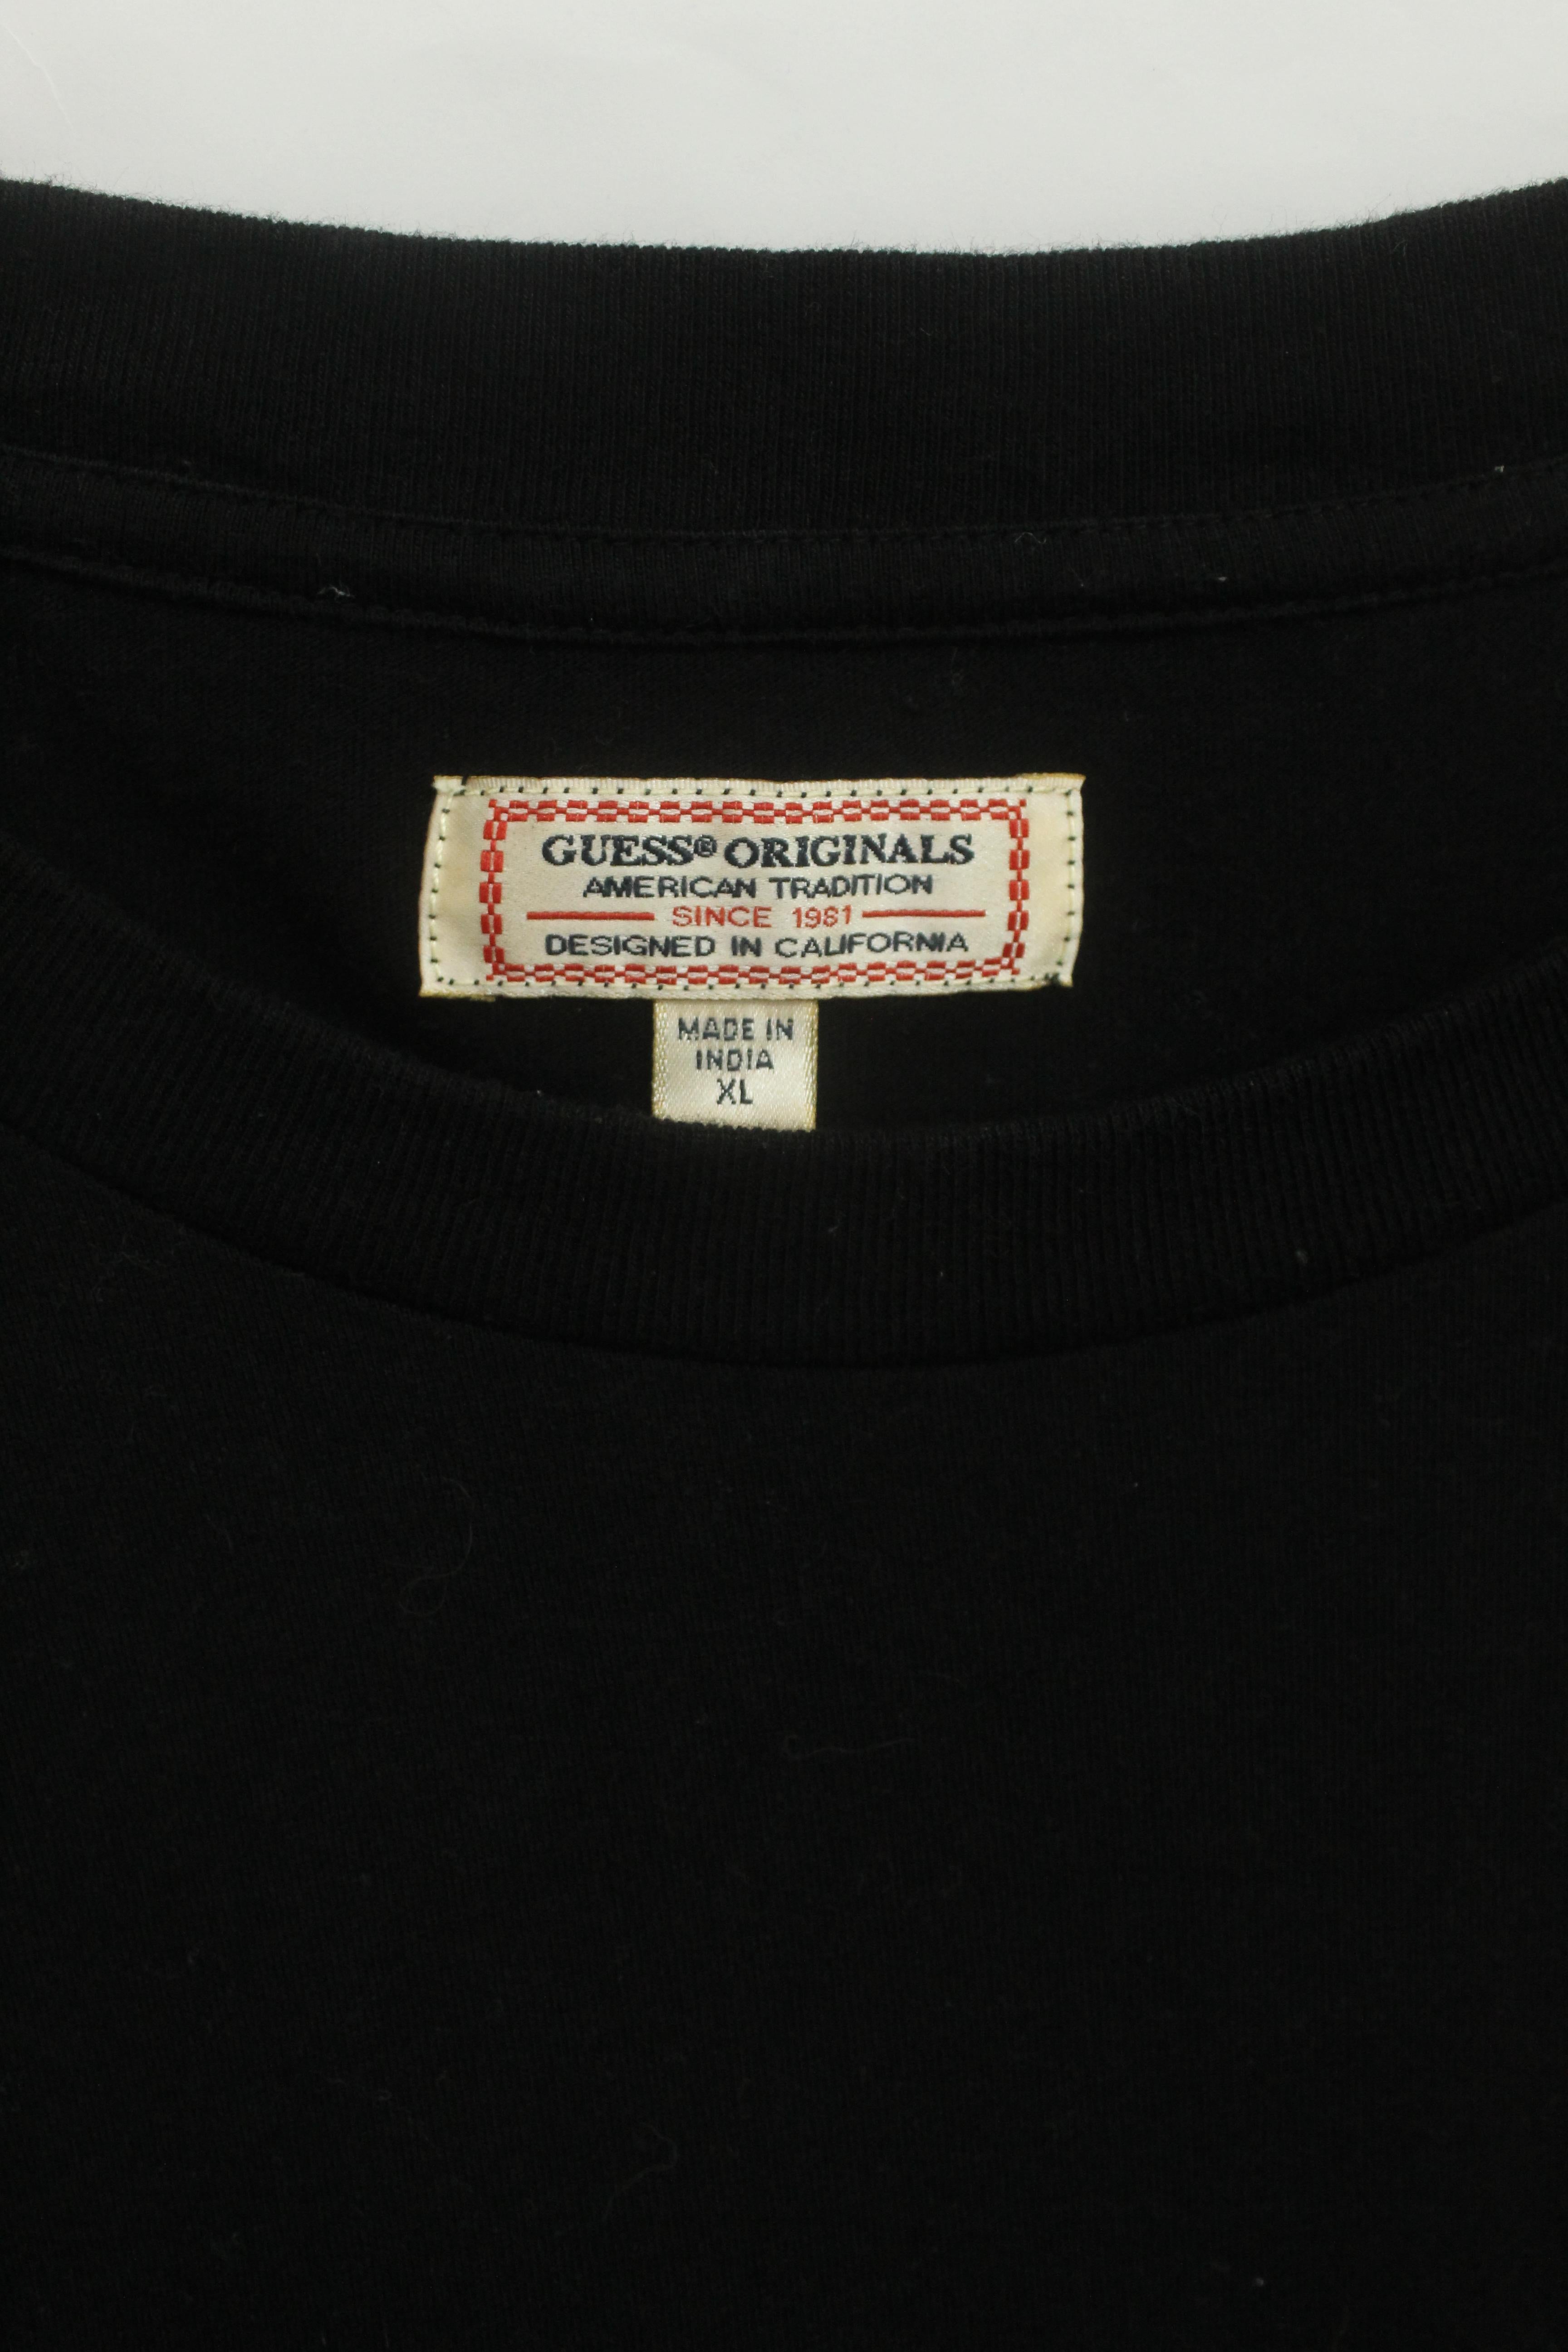 GUESS® ORIGINALS
AMERICAN TRADITION
SINCE 1981
DESIGNED IN CALIFORNIA
MADE IN
INDIA
XL